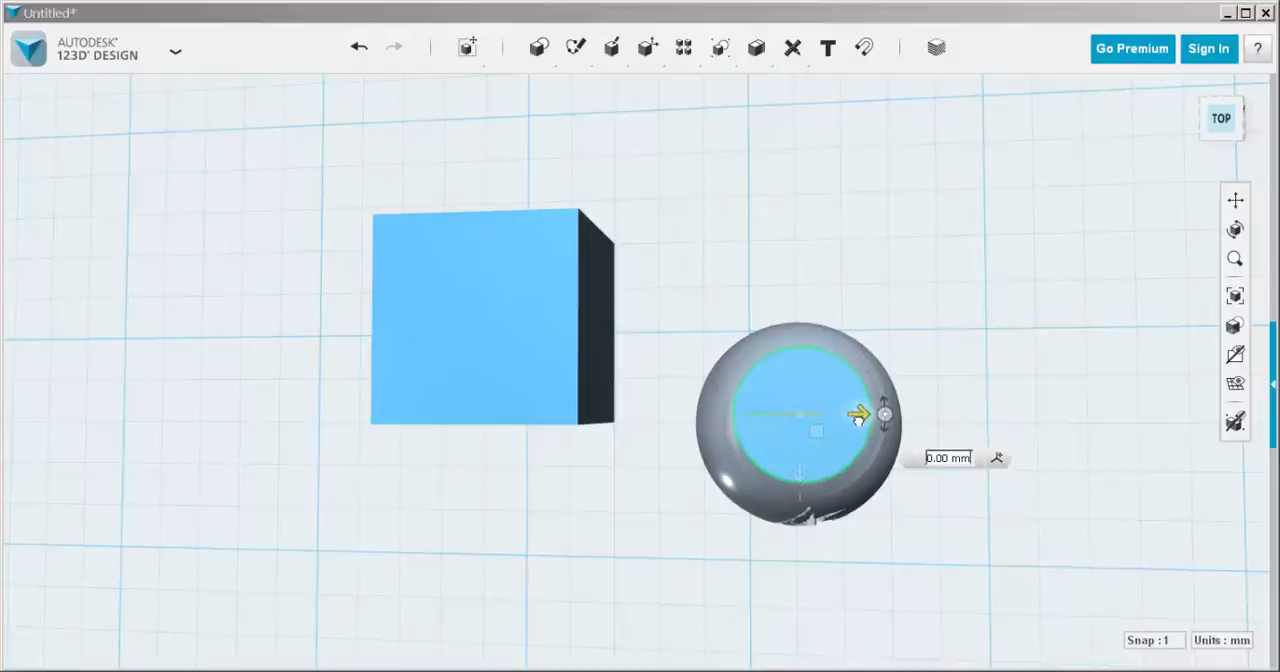 Untitled*
AUTODESK®
123D® DESIGN
Go Premium
Sign In
?
TOP
0.00 mm
Snap : 1
Units : mm